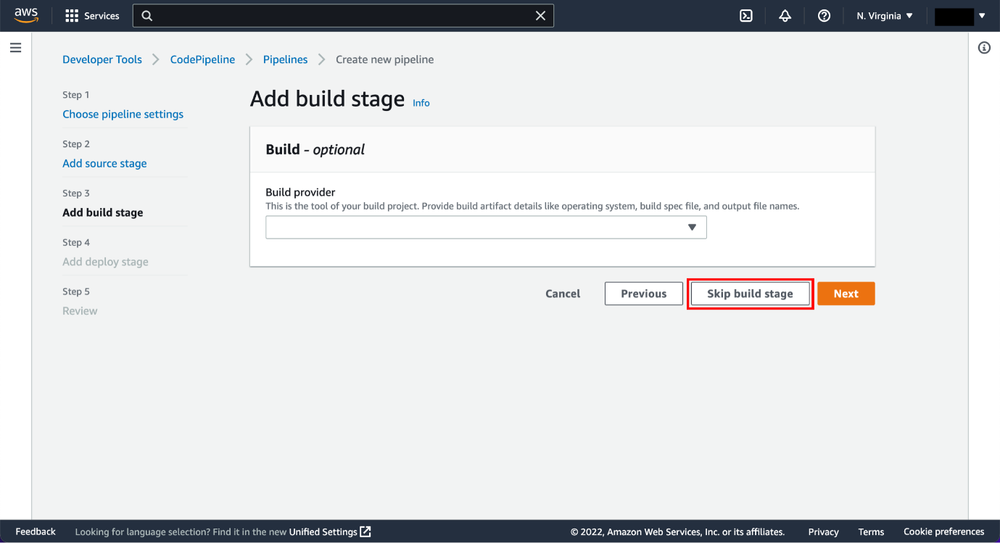 aws Services N. Virginia
Developer Tools CodePipeline Pipelines Create new pipeline
Step 1
Choose pipeline settings
Step 2
Add source stage
Step 3
Add build stage
Step 4
Add deploy stage
Step 5
Review
Add build stage Info
Build - optional
Build provider
This is the tool of your build project. Provide build artifact details like operating system, build spec file, and output file names.
Cancel Previous Skip build stage Next
Feedback Looking for language selection? Find it in the new Unified Settings © 2022, Amazon Web Services, Inc. or its affiliates. Privacy Terms Cookie preferences